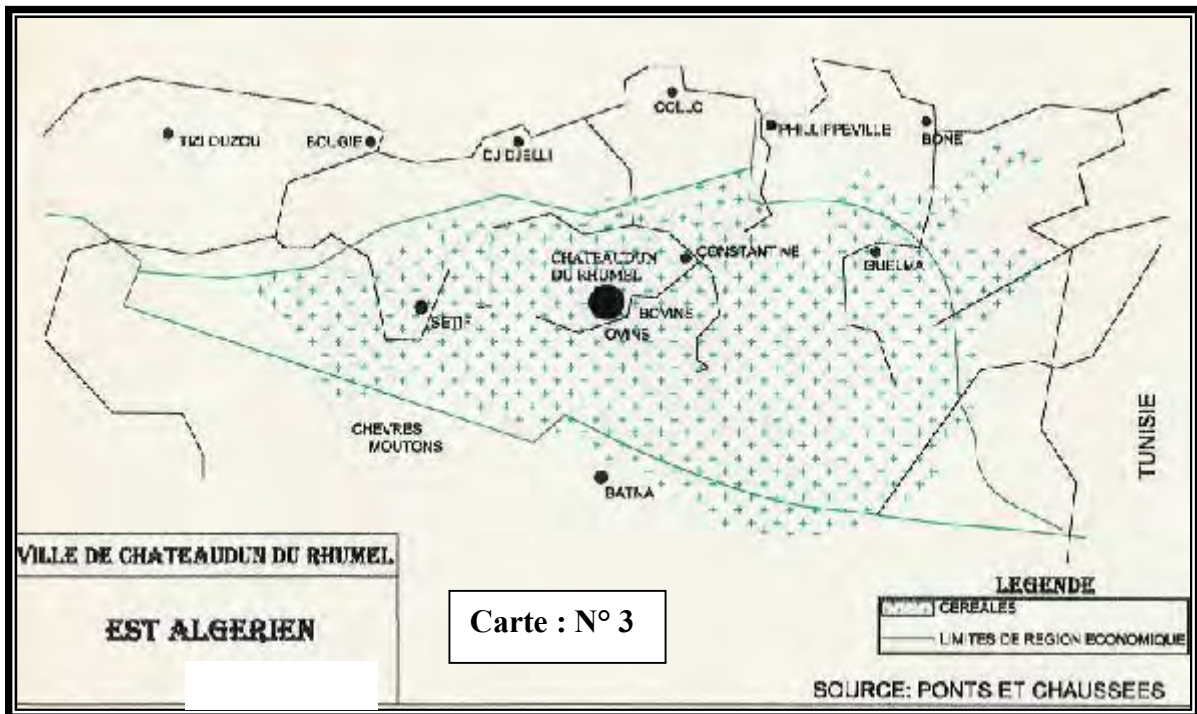 COLLO
TIZI OUZOU
BOUGIE
DJIDJELLI
PHILLIPPEVILLE
BONE
CHATEAUDUN
DU RHUMEL
CONSTANTINE
GUELMA
SETIF
BOVINS
OVINS
CHEVRES
MOUTONS
BATNA
TUNISIE
VILLE DE CHATEAUDUN DU RHUMEL
EST ALGERIEN
Carte : N° 3
LEGENDE
CEREALES
LIMITES DE REGION ECONOMIQUE
SOURCE: PONTS ET CHAUSSEES